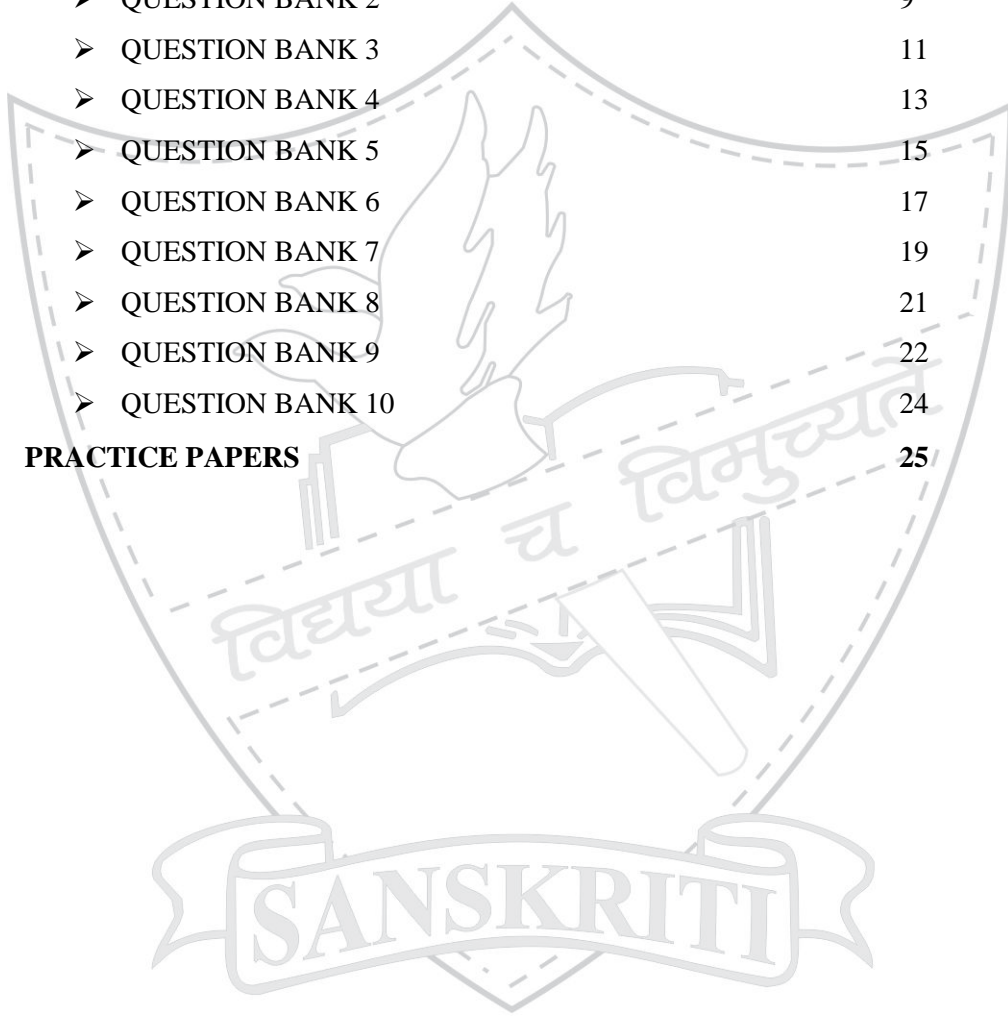 ➢ QUESTION BANK 2 9
➢ QUESTION BANK 3 11
➢ QUESTION BANK 4 13
➢ QUESTION BANK 5 15
➢ QUESTION BANK 6 17
➢ QUESTION BANK 7 19
➢ QUESTION BANK 8 21
➢ QUESTION BANK 9 22
➢ QUESTION BANK 10 24
PRACTICE PAPERS 25
विद्यया च विमुच्यते
SANSKRITI